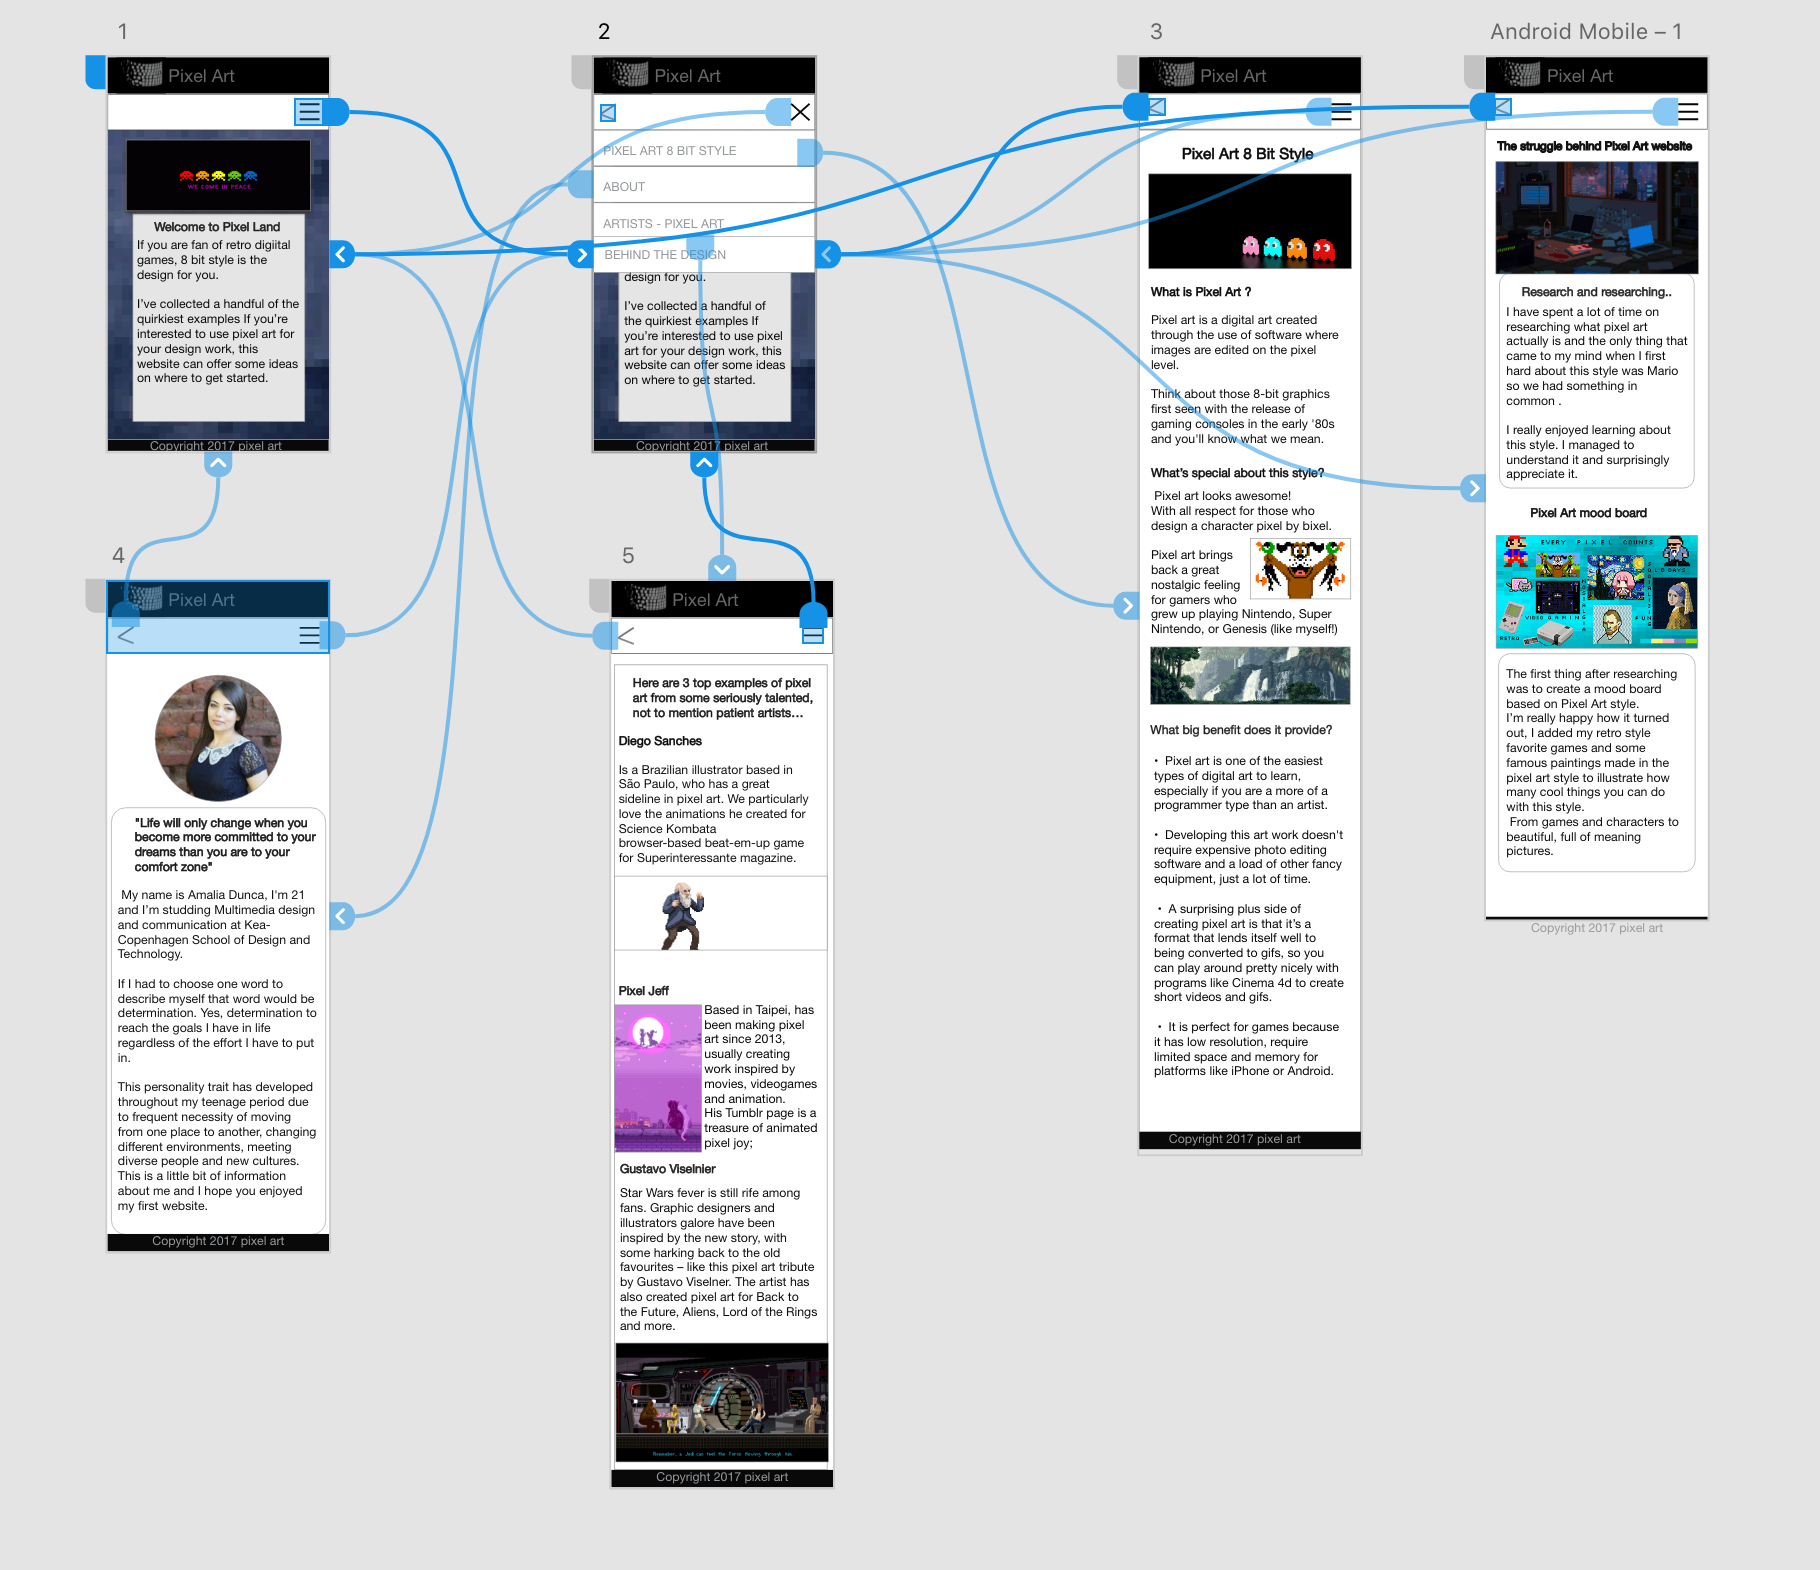 1
Pixel Art
WE COME IN PEACE
Welcome to Pixel Land
If you are fan of retro digiital
games, 8 bit style is the
design for you.
I've collected a handful of the
quirkiest examples If you're
interested to use pixel art for
your design work, this
website can offer some ideas
on where to get started.
Copyright 2017 pixel art
2
Pixel Art
PIXEL ART 8 BIT STYLE
ABOUT
ARTISTS - PIXEL ART
BEHIND THE DESIGN
design for you.
I've collected a handful of
the quirkiest examples If
you're interested to use pixel
art for your design work, this
website can offer some ideas
on where to get started.
Copyright 2017 pixel art
3
Pixel Art
Pixel Art 8 Bit Style
What is Pixel Art ?
Pixel art is a digital art created
through the use of software where
images are edited on the pixel
level.
Think about those 8-bit graphics
first seen with the release of
gaming consoles in the early '80s
and you'll know what we mean.
What's special about this style?
Pixel art looks awesome!
With all respect for those who
design a character pixel by bixel.
Pixel art brings
back a great
nostalgic feeling
for gamers who
grew up playing Nintendo, Super
Nintendo, or Genesis (like myself!)
What big benefit does it provide?
• Pixel art is one of the easiest
types of digital art to learn,
especially if you are a more of a
programmer type than an artist.
• Developing this art work doesn't
require expensive photo editing
software and a load of other fancy
equipment, just a lot of time.
• A surprising plus side of
creating pixel art is that it's a
format that lends itself well to
being converted to gifs, so you
can play around pretty nicely with
programs like Cinema 4d to create
short videos and gifs.
• It is perfect for games because
it has low resolution, require
limited space and memory for
platforms like iPhone or Android.
Copyright 2017 pixel art
Android Mobile – 1
Pixel Art
The struggle behind Pixel Art website
Research and researching..
I have spent a lot of time on
researching what pixel art
actually is and the only thing that
came to my mind when I first
hard about this style was Mario
so we had something in
common .
I really enjoyed learning about
this style. I managed to
understand it and surprisingly
appreciate it.
Pixel Art mood board
EVERY PIXEL COUNTS
OLD DAYS
NOSTALGIA
VIDEO GAMING
FUN
RETRO
The first thing after researching
was to create a mood board
based on Pixel Art style.
I'm really happy how it turned
out, I added my retro style
favorite games and some
famous paintings made in the
pixel art style to illustrate how
many cool things you can do
with this style.
From games and characters to
beautiful, full of meaning
pictures.
Copyright 2017 pixel art
4
Pixel Art
"Life will only change when you
become more committed to your
dreams than you are to your
comfort zone"
My name is Amalia Dunca, I'm 21
and I'm studding Multimedia design
and communication at Kea-
Copenhagen School of Design and
Technology.
If I had to choose one word to
describe myself that word would be
determination. Yes, determination to
reach the goals I have in life
regardless of the effort I have to put
in.
This personality trait has developed
throughout my teenage period due
to frequent necessity of moving
from one place to another, changing
different environments, meeting
diverse people and new cultures.
This is a little bit of information
about me and I hope you enjoyed
my first website.
Copyright 2017 pixel art
5
Pixel Art
Here are 3 top examples of pixel
art from some seriously talented,
not to mention patient artists…
Diego Sanches
Is a Brazilian illustrator based in
São Paulo, who has a great
sideline in pixel art. We particularly
love the animations he created for
Science Kombata
browser-based beat-em-up game
for Superinteressante magazine.
Pixel Jeff
Based in Taipei, has
been making pixel
art since 2013,
usually creating
work inspired by
movies, videogames
and animation.
His Tumblr page is a
treasure of animated
pixel joy;
Gustavo Viselnier
Star Wars fever is still rife among
fans. Graphic designers and
illustrators galore have been
inspired by the new story, with
some harking back to the old
favourites – like this pixel art tribute
by Gustavo Viselner. The artist has
also created pixel art for Back to
the Future, Aliens, Lord of the Rings
and more.
Remember, a Jedi can feel the Force flowing through him.
Copyright 2017 pixel art